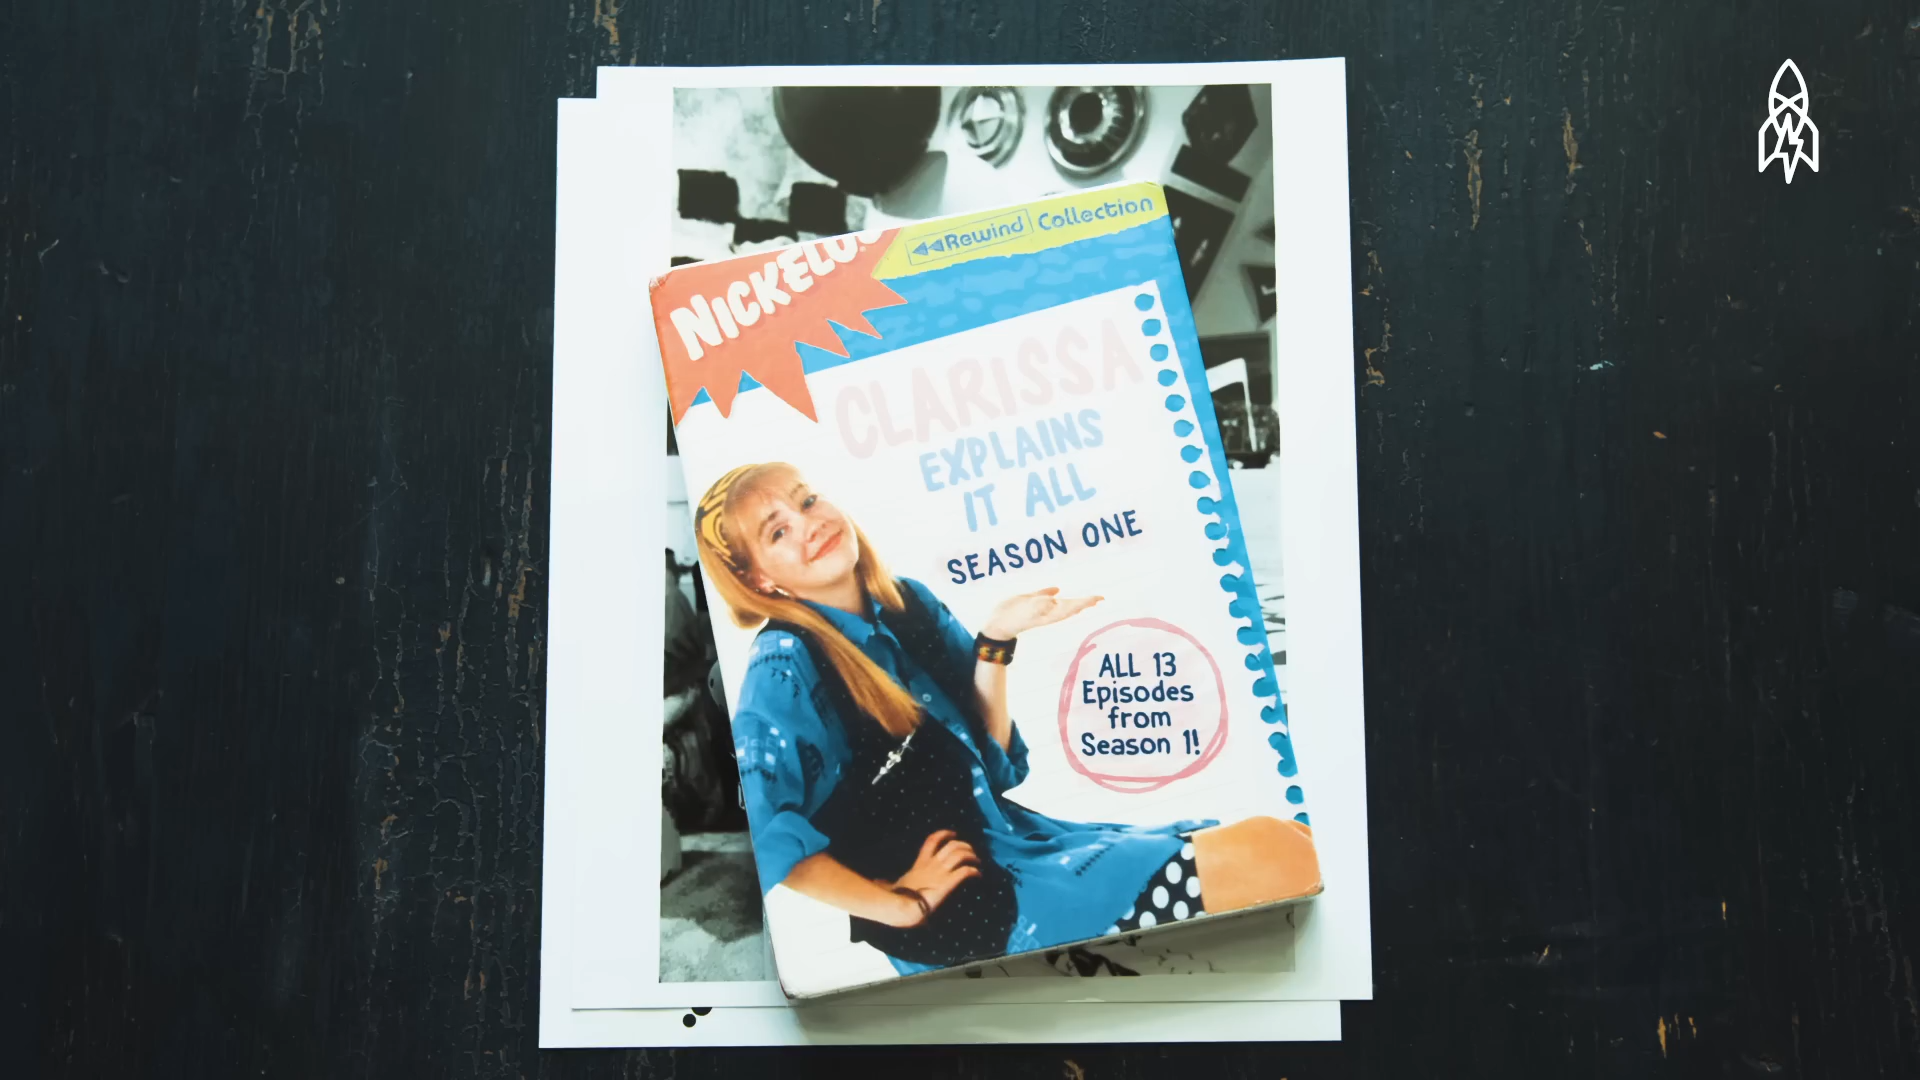 NICKELO
Rewind Collection
CLARISSA
EXPLAINS
IT ALL
SEASON ONE
ALL 13
Episodes
from
Season 1!